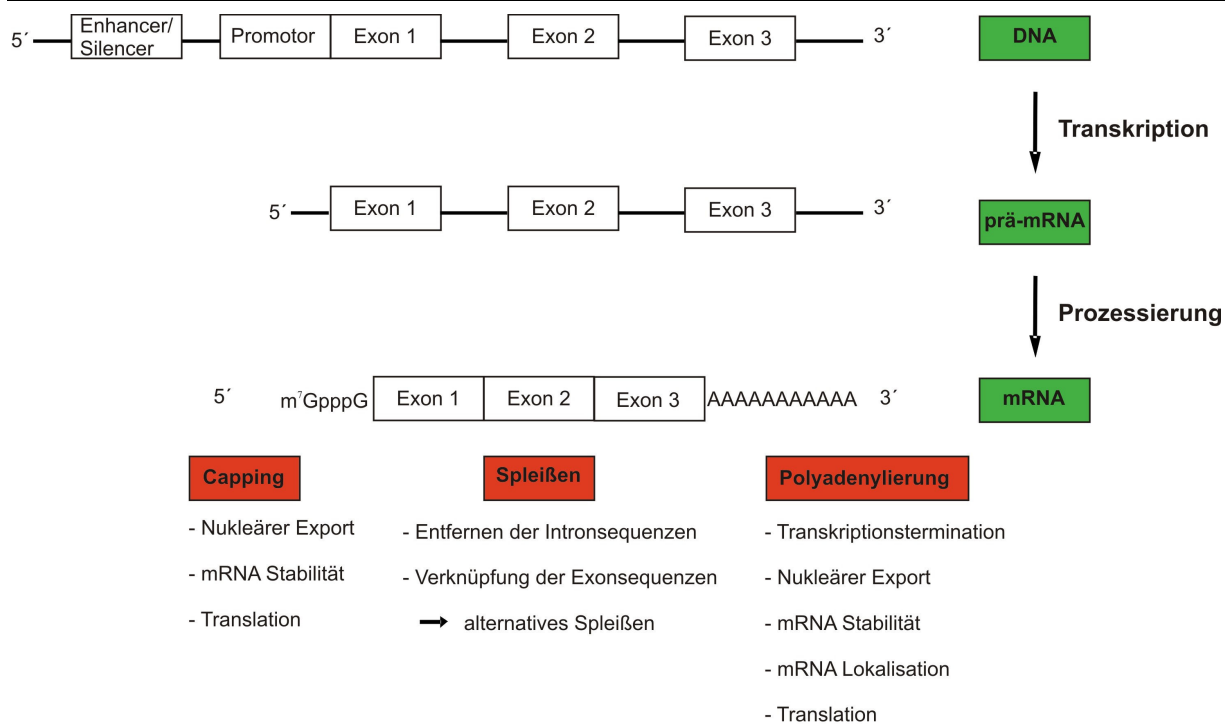 5´ Enhancer/ Silencer Promotor Exon 1 Exon 2 Exon 3 3´ DNA
Transkription
5´ Exon 1 Exon 2 Exon 3 3´ prä-mRNA
Prozessierung
5´ m⁷GpppG Exon 1 Exon 2 Exon 3 AAAAAAAAAAA 3´ mRNA
Capping
- Nukleärer Export
- mRNA Stabilität
- Translation
Spleißen
- Entfernen der Intronsequenzen
- Verknüpfung der Exonsequenzen
alternatives Spleißen
Polyadenylierung
- Transkriptionstermination
- Nukleärer Export
- mRNA Stabilität
- mRNA Lokalisation
- Translation